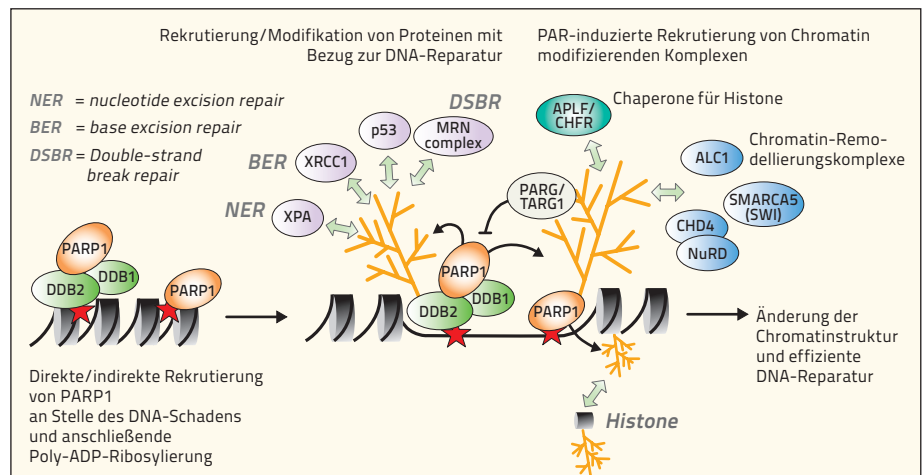 Rekrutierung/Modifikation von Proteinen mit
Bezug zur DNA-Reparatur
PAR-induzierte Rekrutierung von Chromatin
modifizierenden Komplexen
NER = nucleotide excision repair
BER = base excision repair
DSBR = Double-strand
break repair
DSBR
p53
MRN
complex
BER
XRCC1
NER
XPA
APLF/
CHFR
Chaperone für Histone
Chromatin-Remo-
dellierungskomplexe
ALC1
SMARCA5
(SWI)
CHD4
NuRD
PARG/
TARG1
PARP1
DDB2
DDB1
PARP1
PARP1
DDB2
DDB1
PARP1
Änderung der
Chromatinstruktur
und effiziente
DNA-Reparatur
Direkte/indirekte Rekrutierung
von PARP1
an Stelle des DNA-Schadens
und anschließende
Poly-ADP-Ribosylierung
Histone